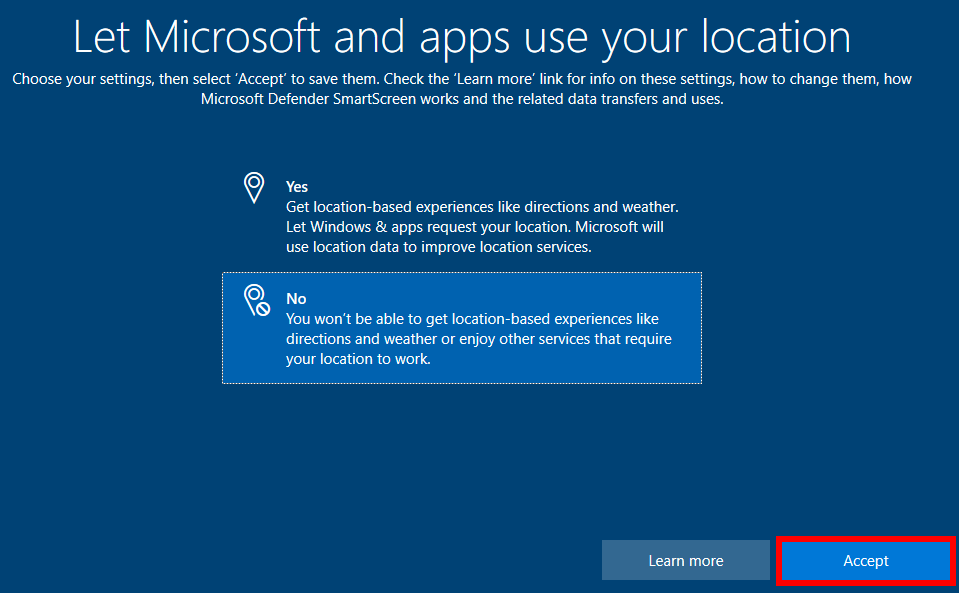 Let Microsoft and apps use your location
Choose your settings, then select ‘Accept’ to save them. Check the ‘Learn more’ link for info on these settings, how to change them, how
Microsoft Defender SmartScreen works and the related data transfers and uses.
Yes
Get location-based experiences like directions and weather.
Let Windows & apps request your location. Microsoft will
use location data to improve location services.
No
You won’t be able to get location-based experiences like
directions and weather or enjoy other services that require
your location to work.
Learn more
Accept